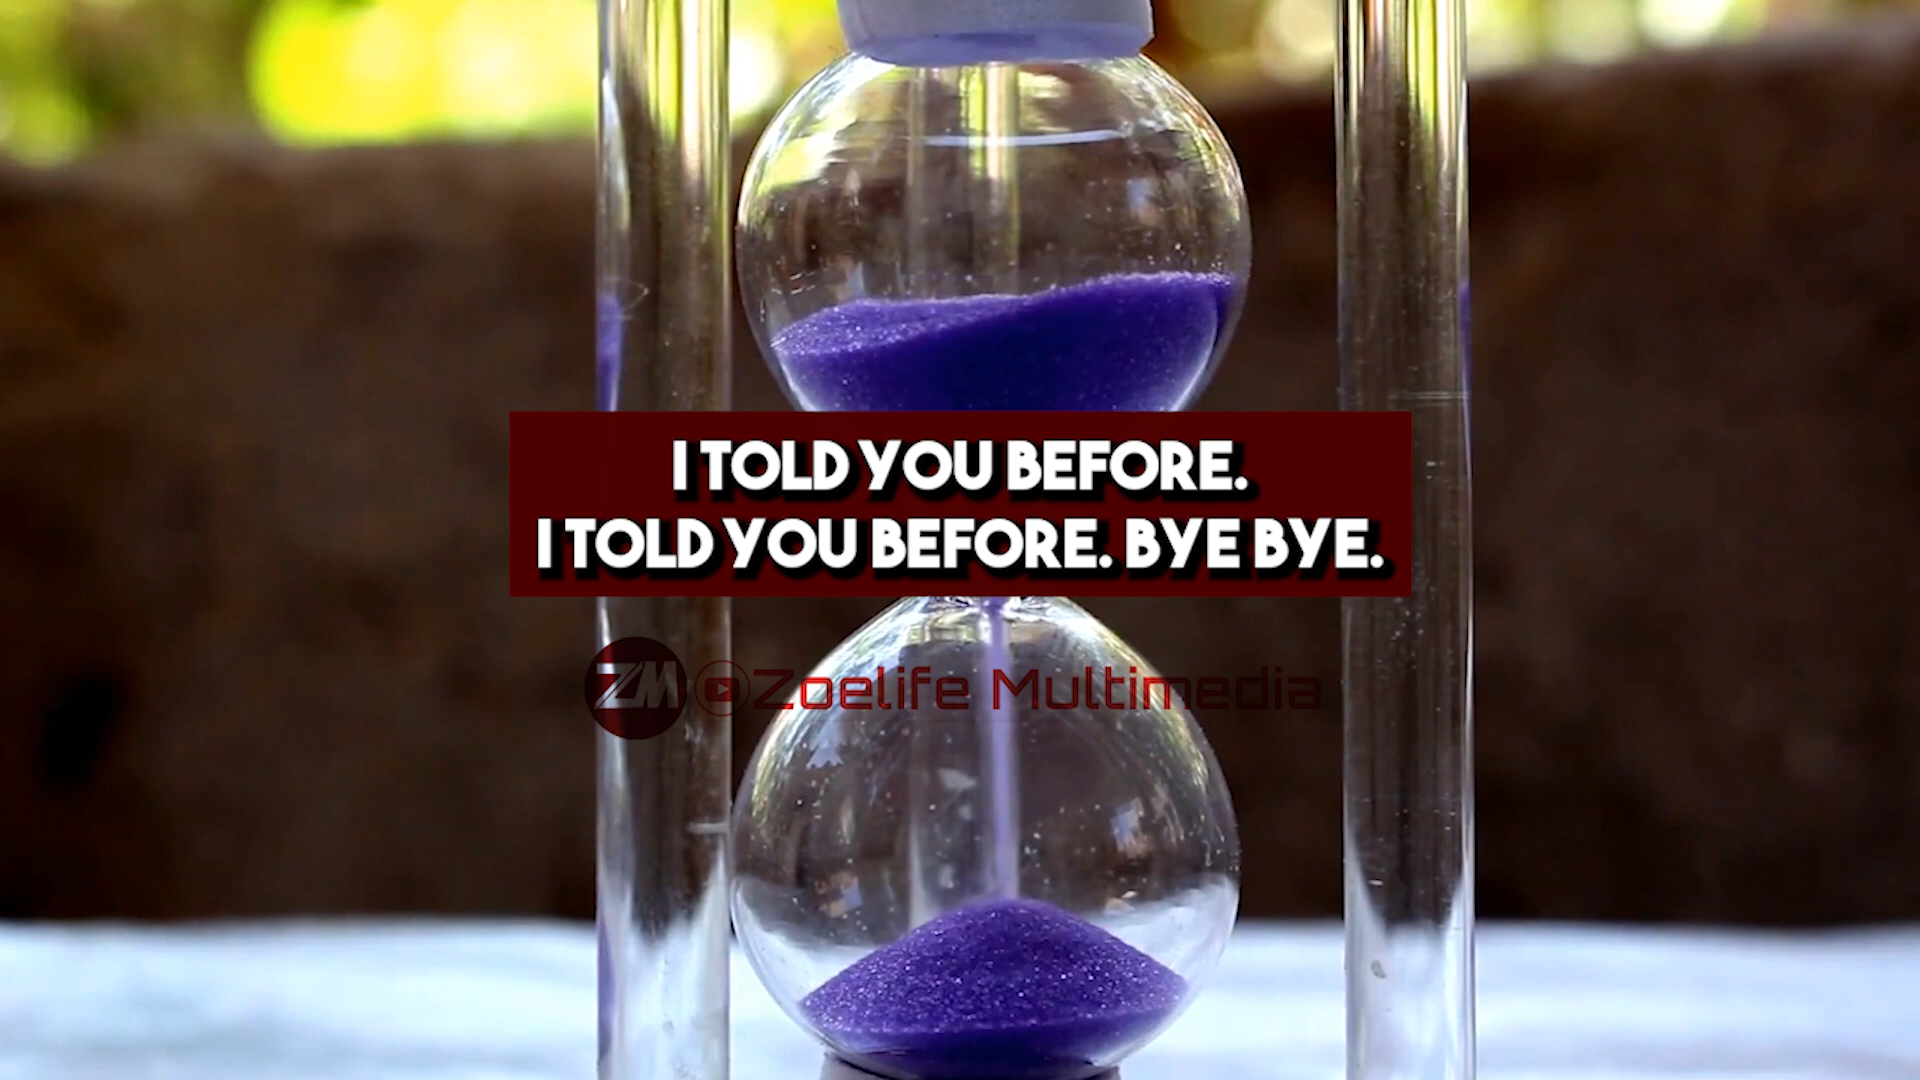 I TOLD YOU BEFORE.
I TOLD YOU BEFORE. BYE BYE.
ZM @Zoelife Multimedia